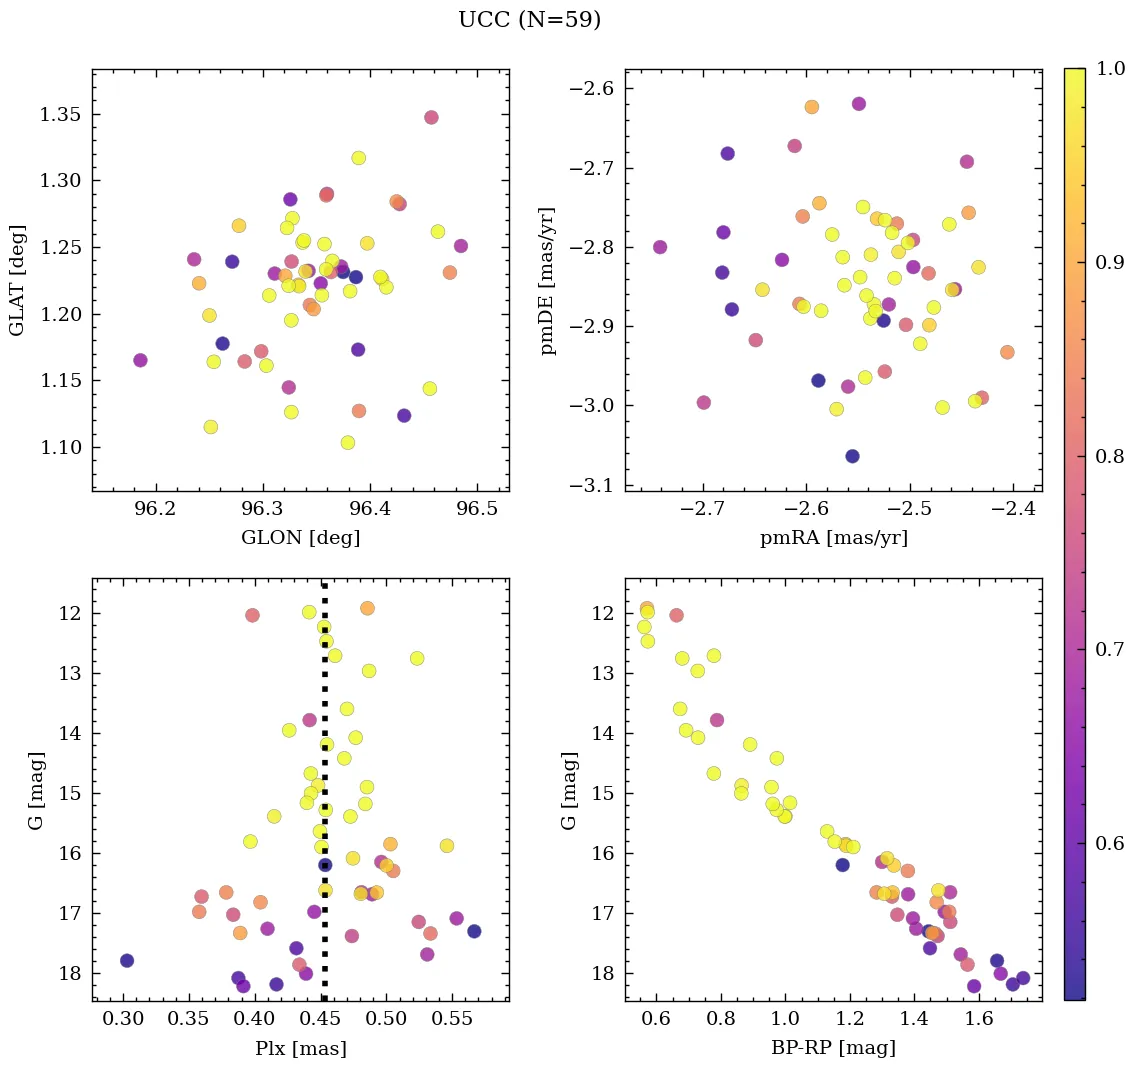 UCC (N=59)
1.35
1.30
1.25
1.20
1.15
1.10
GLAT [deg]
96.2 96.3 96.4 96.5
GLON [deg]
−2.6
−2.7
−2.8
−2.9
−3.0
−3.1
pmDE [mas/yr]
−2.7 −2.6 −2.5 −2.4
pmRA [mas/yr]
12
13
14
15
16
17
18
G [mag]
0.30 0.35 0.40 0.45 0.50 0.55
Plx [mas]
12
13
14
15
16
17
18
G [mag]
0.6 0.8 1.0 1.2 1.4 1.6
BP-RP [mag]
1.0
0.9
0.8
0.7
0.6